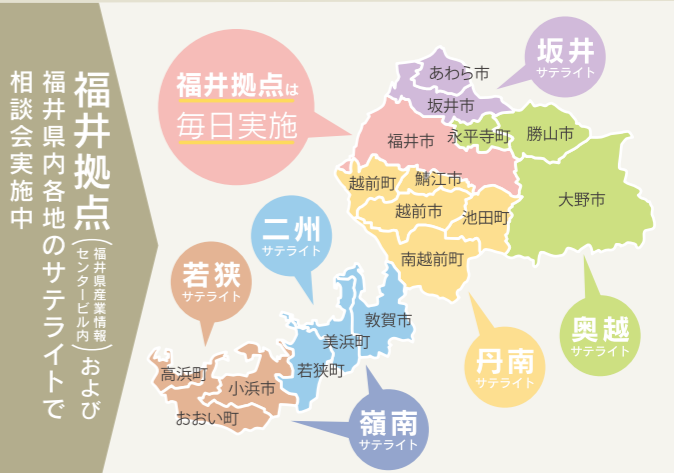 福井拠点(福井県産業情報
センタービル内)および
福井県内各地のサテライトで
相談会実施中
福井拠点は
毎日実施
坂井
サテライト
あわら市
坂井市
福井市
永平寺町
勝山市
大野市
越前町
鯖江市
越前市
池田町
南越前町
二州
サテライト
若狭
サテライト
敦賀市
美浜町
若狭町
高浜町
小浜市
おおい町
奥越
サテライト
丹南
サテライト
嶺南
サテライト